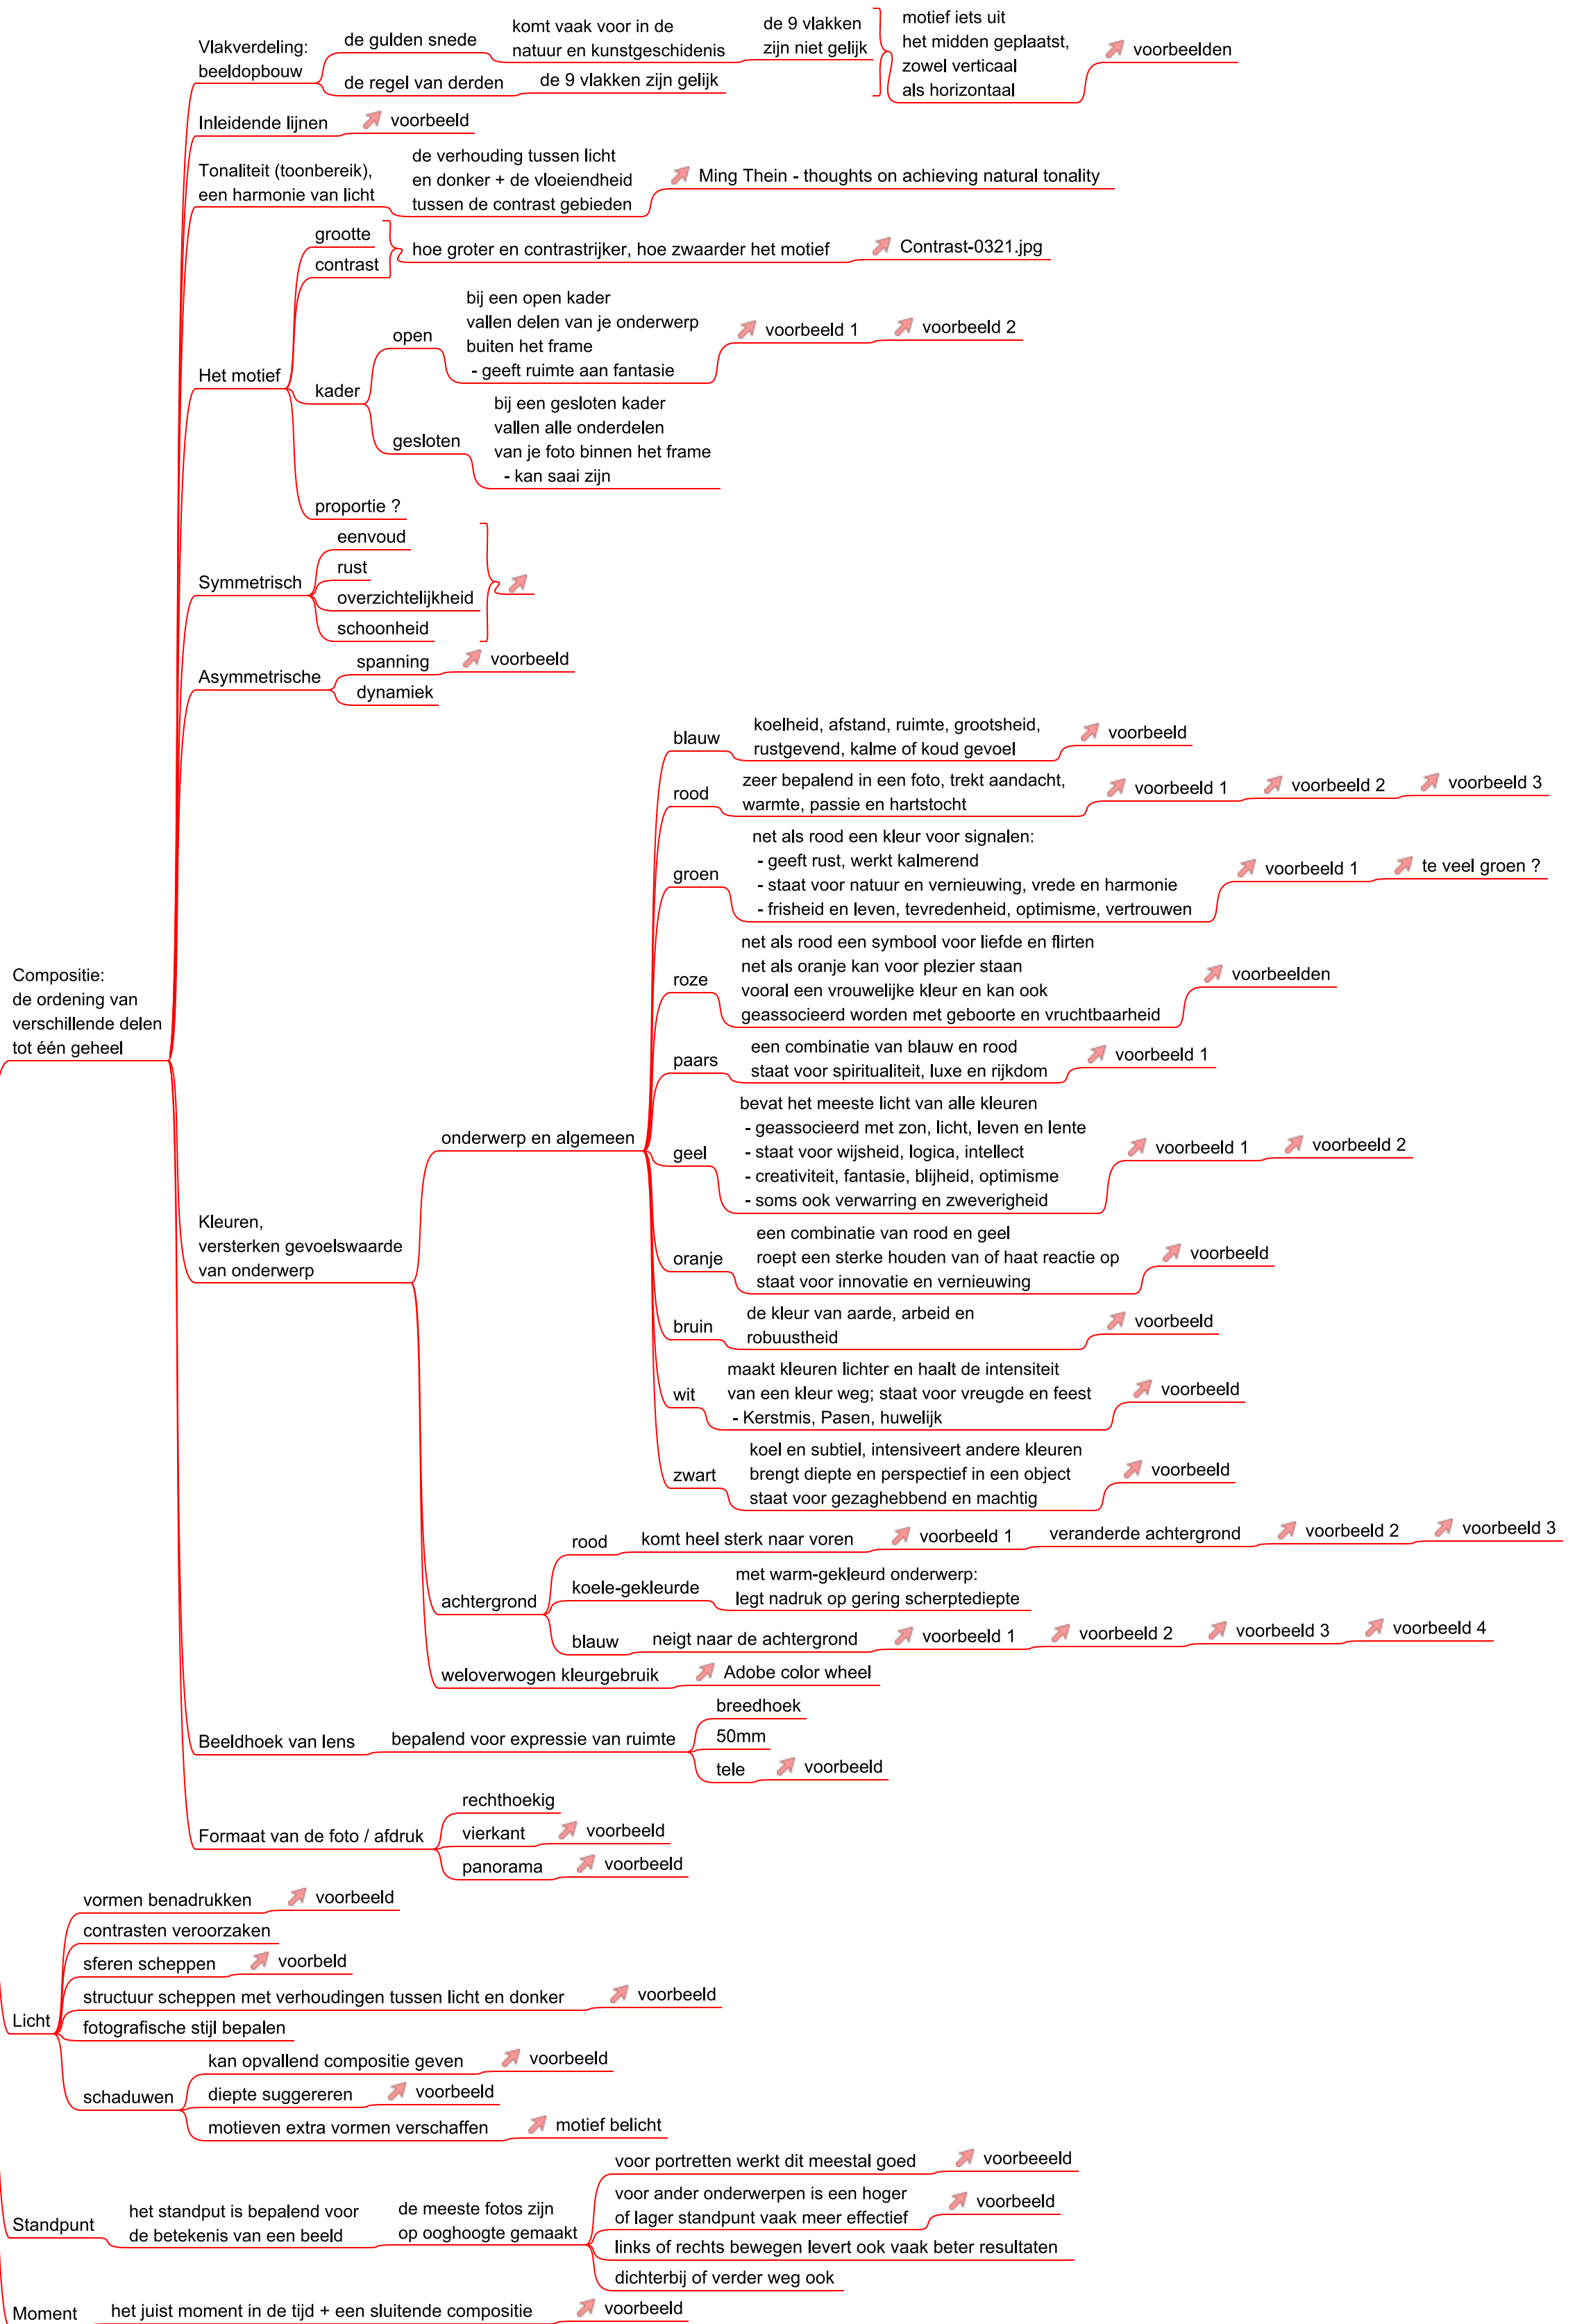 Compositie:
de ordening van
verschillende delen
tot één geheel
Vlakverdeling:
beeldopbouw
de gulden snede
komt vaak voor in de
natuur en kunstgeschidenis
de 9 vlakken
zijn niet gelijk
de regel van derden
de 9 vlakken zijn gelijk
motief iets uit
het midden geplaatst,
zowel verticaal
als horizontaal
voorbeelden
Inleidende lijnen
voorbeeld
Tonaliteit (toonbereik),
een harmonie van licht
de verhouding tussen licht
en donker + de vloeiendheid
tussen de contrast gebieden
Ming Thein - thoughts on achieving natural tonality
Het motief
grootte
contrast
hoe groter en contrastrijker, hoe zwaarder het motief
Contrast-0321.jpg
kader
open
bij een open kader
vallen delen van je onderwerp
buiten het frame
- geeft ruimte aan fantasie
voorbeeld 1
voorbeeld 2
gesloten
bij een gesloten kader
vallen alle onderdelen
van je foto binnen het frame
- kan saai zijn
proportie ?
Symmetrisch
eenvoud
rust
overzichtelijkheid
schoonheid
Asymmetrische
spanning
voorbeeld
dynamiek
Kleuren,
versterken gevoelswaarde
van onderwerp
onderwerp en algemeen
blauw
koelheid, afstand, ruimte, grootsheid,
rustgevend, kalme of koud gevoel
voorbeeld
rood
zeer bepalend in een foto, trekt aandacht,
warmte, passie en hartstocht
voorbeeld 1
voorbeeld 2
voorbeeld 3
groen
net als rood een kleur voor signalen:
- geeft rust, werkt kalmerend
- staat voor natuur en vernieuwing, vrede en harmonie
- frisheid en leven, tevredenheid, optimisme, vertrouwen
voorbeeld 1
te veel groen ?
roze
net als rood een symbool voor liefde en flirten
net als oranje kan voor plezier staan
vooral een vrouwelijke kleur en kan ook
geassocieerd worden met geboorte en vruchtbaarheid
voorbeelden
paars
een combinatie van blauw en rood
staat voor spiritualiteit, luxe en rijkdom
voorbeeld 1
geel
bevat het meeste licht van alle kleuren
- geassocieerd met zon, licht, leven en lente
- staat voor wijsheid, logica, intellect
- creativiteit, fantasie, blijheid, optimisme
- soms ook verwarring en zweverigheid
voorbeeld 1
voorbeeld 2
oranje
een combinatie van rood en geel
roept een sterke houden van of haat reactie op
staat voor innovatie en vernieuwing
voorbeeld
bruin
de kleur van aarde, arbeid en
robuustheid
voorbeeld
wit
maakt kleuren lichter en haalt de intensiteit
van een kleur weg; staat voor vreugde en feest
- Kerstmis, Pasen, huwelijk
voorbeeld
zwart
koel en subtiel, intensiveert andere kleuren
brengt diepte en perspectief in een object
staat voor gezaghebbend en machtig
voorbeeld
achtergrond
rood
komt heel sterk naar voren
voorbeeld 1
veranderde achtergrond
voorbeeld 2
voorbeeld 3
koele-gekleurde
met warm-gekleurd onderwerp:
legt nadruk op gering scherptediepte
blauw
neigt naar de achtergrond
voorbeeld 1
voorbeeld 2
voorbeeld 3
voorbeeld 4
weloverwogen kleurgebruik
Adobe color wheel
Beeldhoek van lens
bepalend voor expressie van ruimte
breedhoek
50mm
tele
voorbeeld
Formaat van de foto / afdruk
rechthoekig
vierkant
voorbeeld
panorama
voorbeeld
Licht
vormen benadrukken
voorbeeld
contrasten veroorzaken
sferen scheppen
voorbeld
structuur scheppen met verhoudingen tussen licht en donker
voorbeeld
fotografische stijl bepalen
schaduwen
kan opvallend compositie geven
voorbeeld
diepte suggereren
voorbeeld
motieven extra vormen verschaffen
motief belicht
Standpunt
het standput is bepalend voor
de betekenis van een beeld
de meeste fotos zijn
op ooghoogte gemaakt
voor portretten werkt dit meestal goed
voorbeeeld
voor ander onderwerpen is een hoger
of lager standpunt vaak meer effectief
voorbeeld
links of rechts bewegen levert ook vaak beter resultaten
dichterbij of verder weg ook
Moment
het juist moment in de tijd + een sluitende compositie
voorbeeld